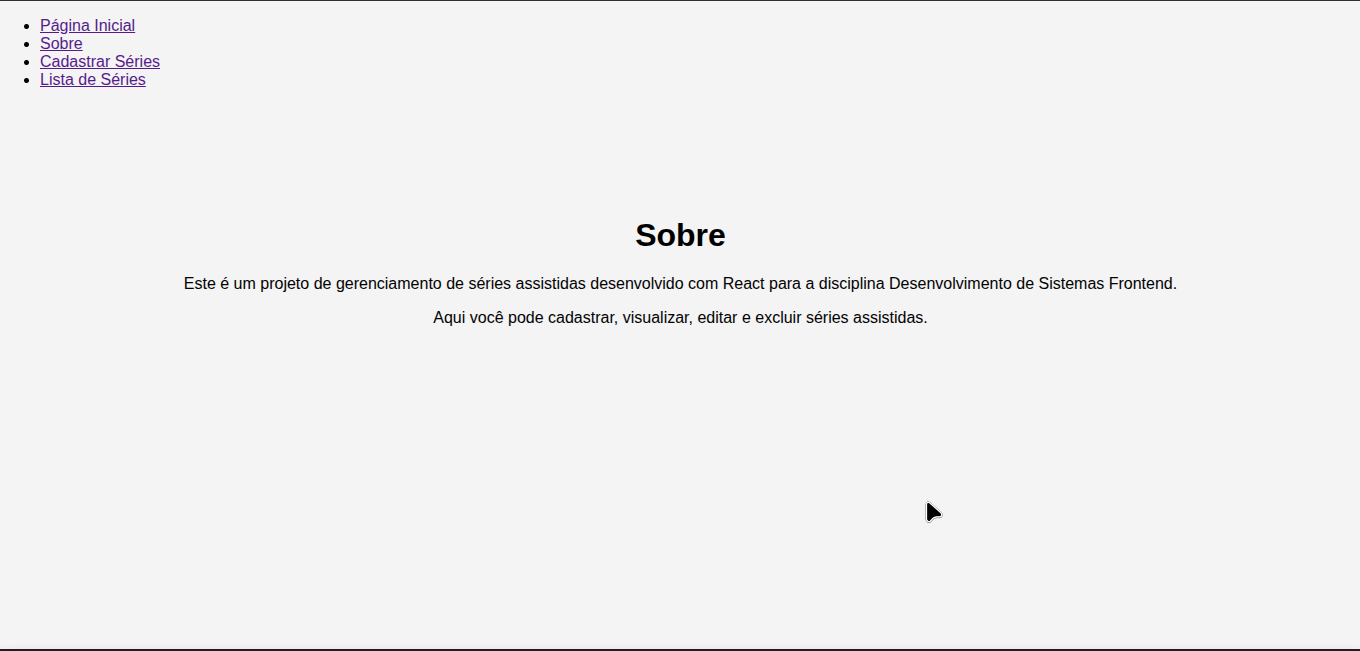 Página Inicial
Sobre
Cadastrar Séries
Lista de Séries
Sobre
Este é um projeto de gerenciamento de séries assistidas desenvolvido com React para a disciplina Desenvolvimento de Sistemas Frontend.
Aqui você pode cadastrar, visualizar, editar e excluir séries assistidas.